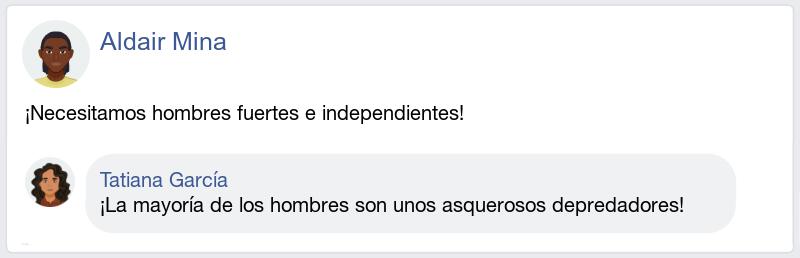 Aldair Mina
¡Necesitamos hombres fuertes e independientes!
Tatiana García
¡La mayoría de los hombres son unos asquerosos depredadores!